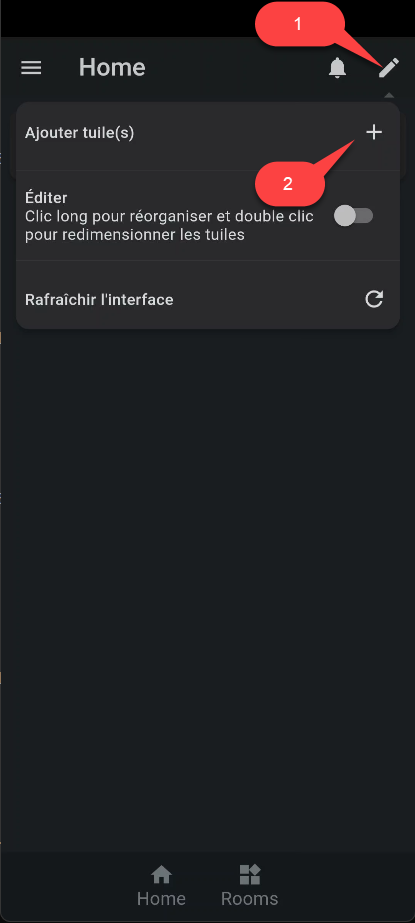 1
Home
Ajouter tuile(s)
2
Éditer
Clic long pour réorganiser et double clic
pour redimensionner les tuiles
Rafraîchir l'interface
Home
Rooms